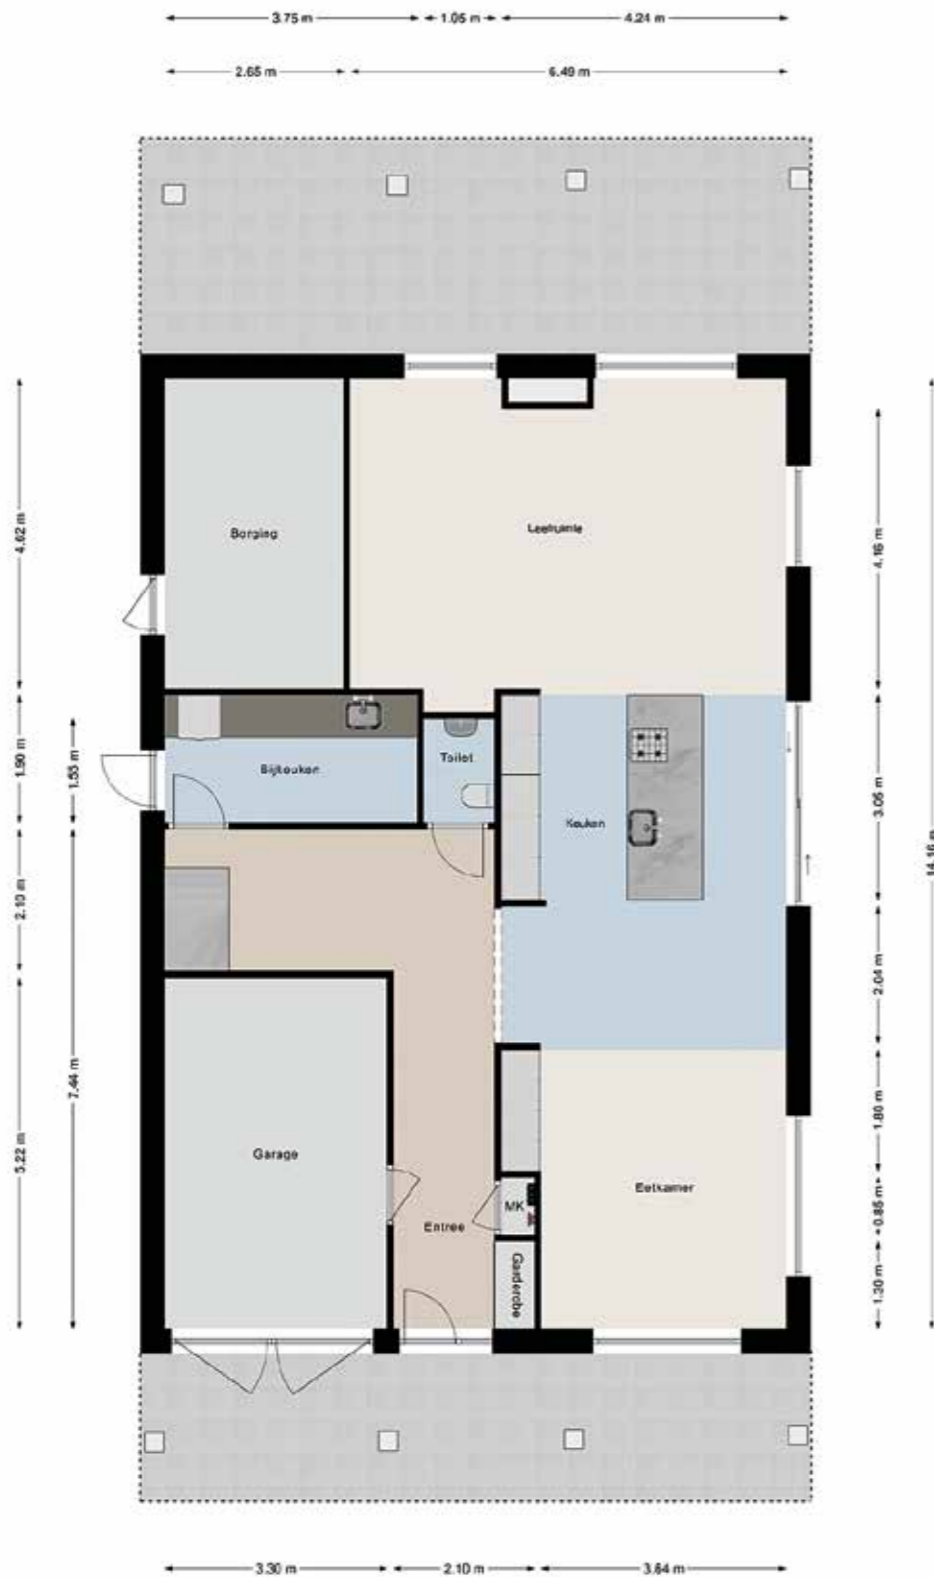 3.75 m 1.05 m 4.24 m
2.65 m 6.49 m
4.62 m
Berging
Leefruimte
4.16 m
1.90 m
1.55 m
Bijkeuken
Toilet
Keuken
3.05 m
14.16 m
2.10 m
2.04 m
7.44 m
5.22 m
Garage
Entree
MK
Garderobe
Eetkamer
1.80 m
0.85 m
1.30 m
3.30 m 2.10 m 3.64 m